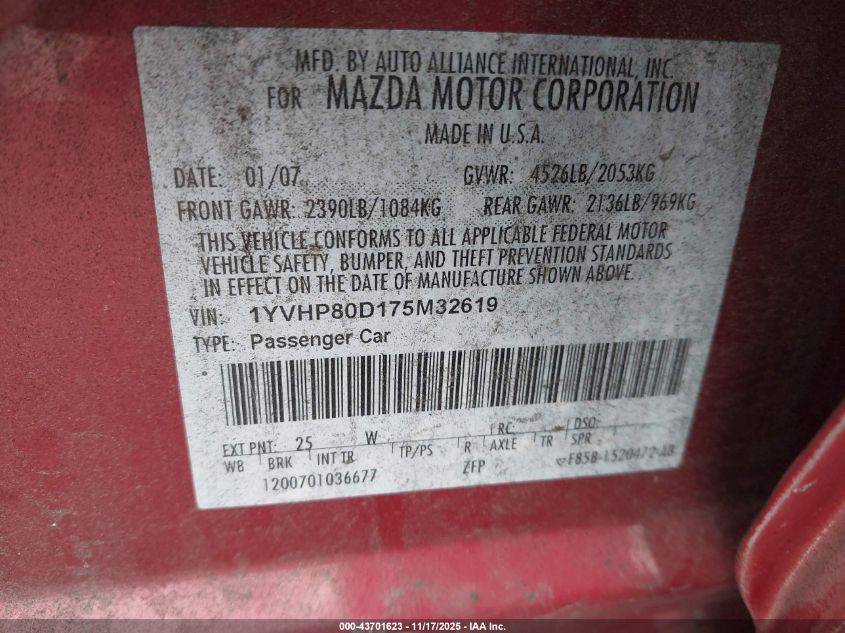 MFD. BY AUTO ALLIANCE INTERNATIONAL, INC.
FOR MAZDA MOTOR CORPORATION
MADE IN U.S.A.
DATE: 01/07 GVWR: 4526LB/2053KG
FRONT GAWR: 2390LB/1084KG REAR GAWR: 2136LB/969KG
THIS VEHICLE CONFORMS TO ALL APPLICABLE FEDERAL MOTOR
VEHICLE SAFETY, BUMPER, AND THEFT PREVENTION STANDARDS
IN EFFECT ON THE DATE OF MANUFACTURE SHOWN ABOVE.
VIN: 1YVHP80D175M32619
TYPE: Passenger Car
EXT PNT: 25 W RC: DSO:
WB BRK INT TR TP/PS R AXLE TR SPR
1200701036677 ZFP F85B-1520472-AB
000-43701623 - 11/17/2025 - IAA Inc.